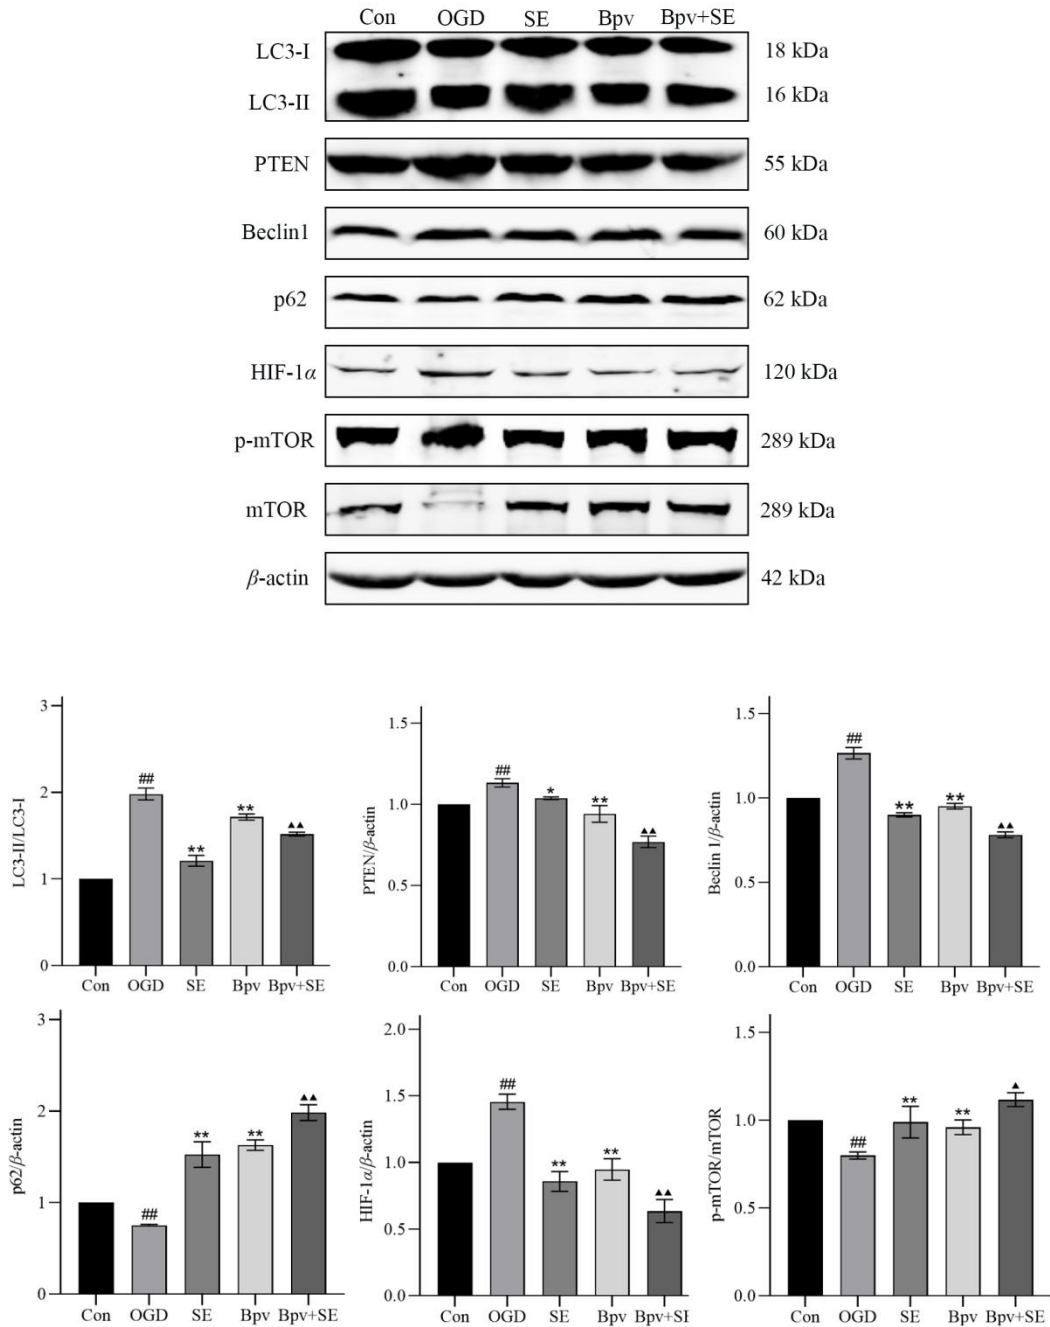 Con OGD SE Bpv Bpv+SE
LC3-I 18 kDa
LC3-II 16 kDa
PTEN 55 kDa
Beclin1 60 kDa
p62 62 kDa
HIF-1α 120 kDa
p-mTOR 289 kDa
mTOR 289 kDa
β-actin 42 kDa
LC3-II/LC3-I
3
2
1
0
##
**
**
▲▲
Con OGD SE Bpv Bpv+SE
PTEN/β-actin
1.5
1.0
0.5
0.0
##
*
**
▲▲
Con OGD SE Bpv Bpv+SE
Beclin 1/β-actin
1.5
1.0
0.5
0.0
##
**
**
▲▲
Con OGD SE Bpv Bpv+SE
p62/β-actin
3
2
1
0
##
**
**
▲▲
Con OGD SE Bpv Bpv+SE
HIF-1α/β-actin
2.0
1.5
1.0
0.5
0.0
##
**
**
▲▲
Con OGD SE Bpv Bpv+SE
p-mTOR/mTOR
1.5
1.0
0.5
0.0
##
**
**
▲
Con OGD SE Bpv Bpv+SE